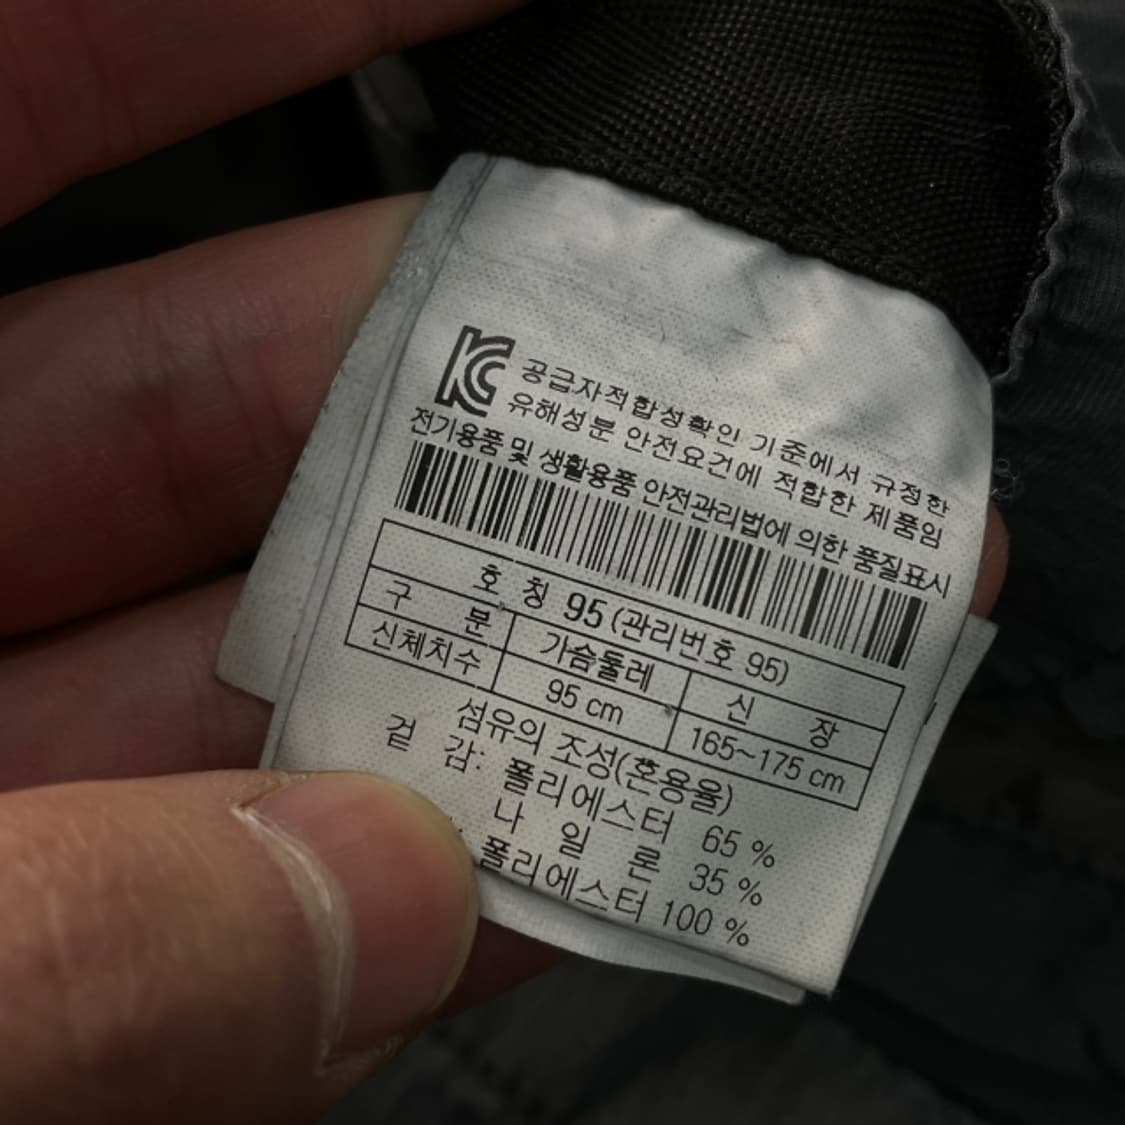 KC 공급자적합성확인 기준에서 규정한
유해성분 안전요건에 적합한 제품임
전기용품 및 생활용품 안전관리법에 의한 품질표시
호 칭 95 (관리번호 95)
구 분 가슴둘레 신 장
신체치수 95 cm 165~175 cm
섬유의 조성(혼용율)
겉 감: 폴리에스터 65 %
나 일 론 35 %
폴리에스터 100 %